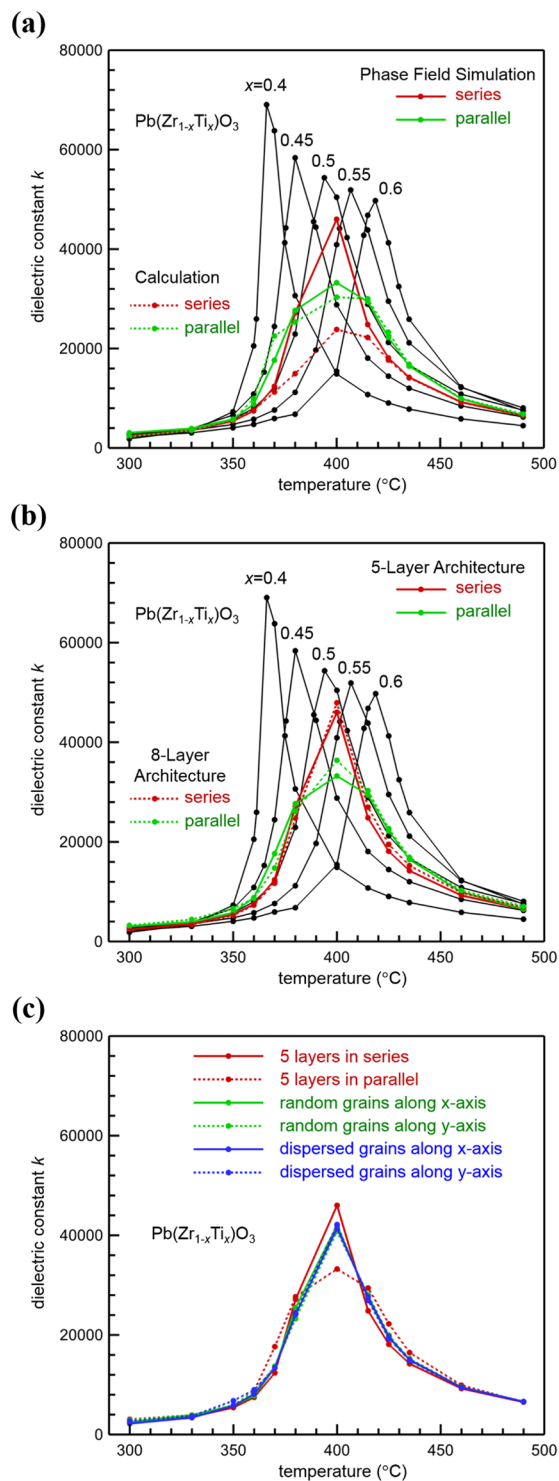 (a)
80000
60000
40000
20000
0
dielectric constant k
x=0.4
0.45
0.5
0.55
0.6
Pb(Zr1-xTix)O3
Phase Field Simulation
series
parallel
Calculation
series
parallel
300
350
400
450
500
temperature (°C)
(b)
80000
60000
40000
20000
0
dielectric constant k
x=0.4
0.45
0.5
0.55
0.6
Pb(Zr1-xTix)O3
5-Layer Architecture
series
parallel
8-Layer
Architecture
series
parallel
300
350
400
450
500
temperature (°C)
(c)
80000
60000
40000
20000
0
dielectric constant k
5 layers in series
5 layers in parallel
random grains along x-axis
random grains along y-axis
dispersed grains along x-axis
dispersed grains along y-axis
Pb(Zr1-xTix)O3
300
350
400
450
500
temperature (°C)